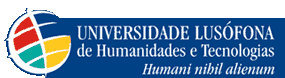 UNIVERSIDADE LUSÓFONA
de Humanidades e Tecnologias
Humani nihil alienum